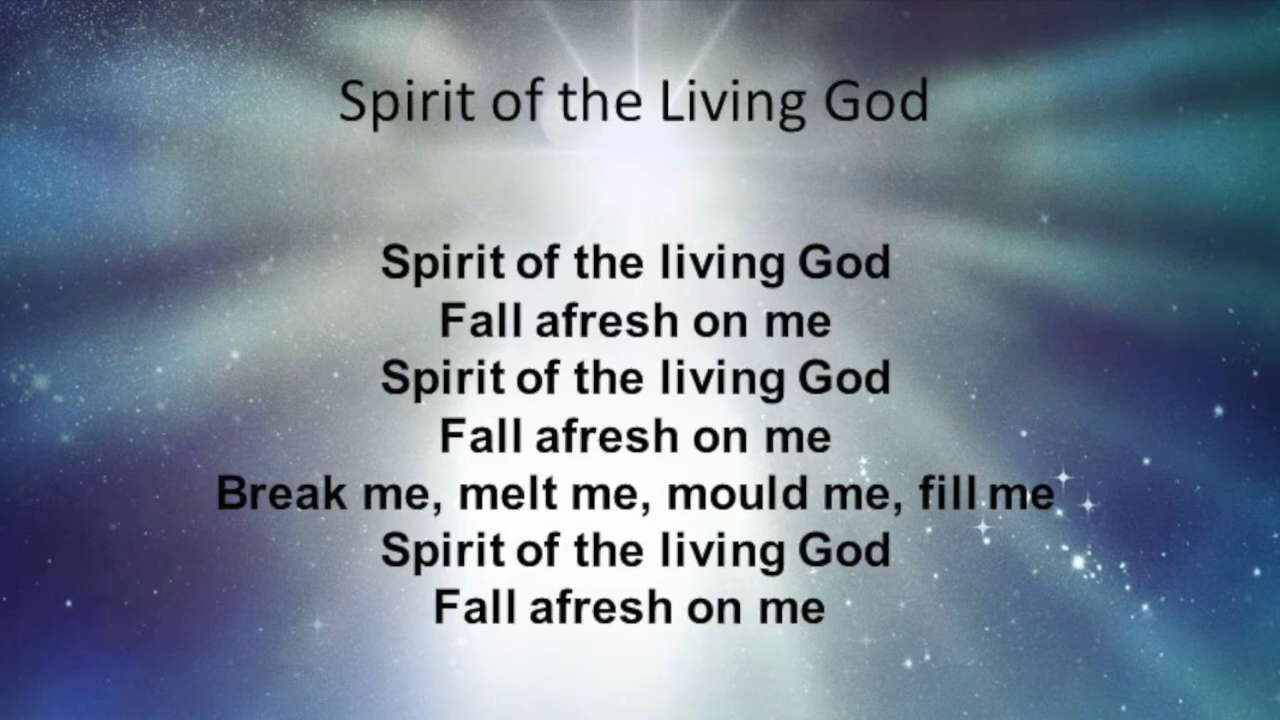 Spirit of the Living God
Spirit of the living God
Fall afresh on me
Spirit of the living God
Fall afresh on me
Break me, melt me, mould me, fill me
Spirit of the living God
Fall afresh on me